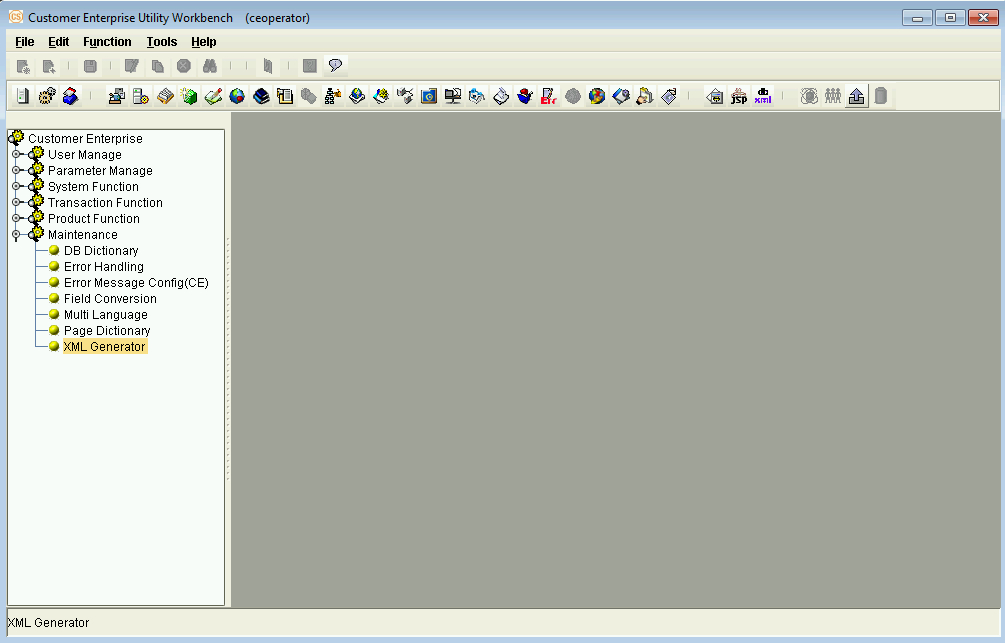 Customer Enterprise Utility Workbench (ceoperator)
File Edit Function Tools Help
Err jsp db xml
Customer Enterprise
User Manage
Parameter Manage
System Function
Transaction Function
Product Function
Maintenance
DB Dictionary
Error Handling
Error Message Config(CE)
Field Conversion
Multi Language
Page Dictionary
XML Generator
XML Generator